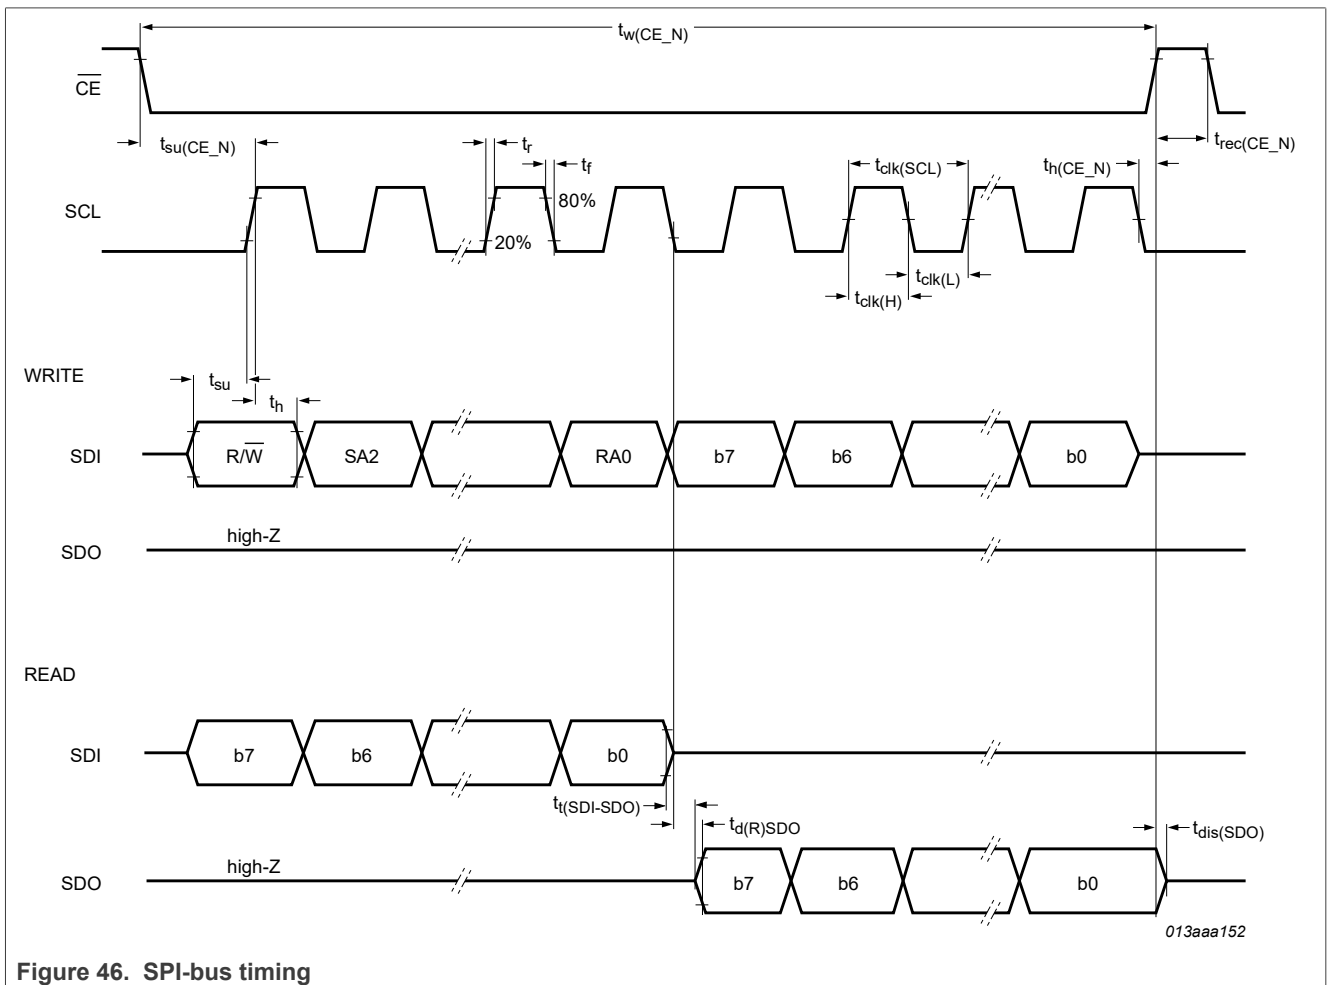 tw(CE_N)
CE
tsu(CE_N)
tr
tf
tclk(SCL)
th(CE_N)
trec(CE_N)
SCL
80%
20%
tclk(L)
tclk(H)
WRITE
tsu
th
SDI
R/W
SA2
RA0
b7
b6
b0
SDO
high-Z
READ
SDI
b7
b6
b0
tt(SDI-SDO)
td(R)SDO
tdis(SDO)
SDO
high-Z
b7
b6
b0
013aaa152
Figure 46. SPI-bus timing